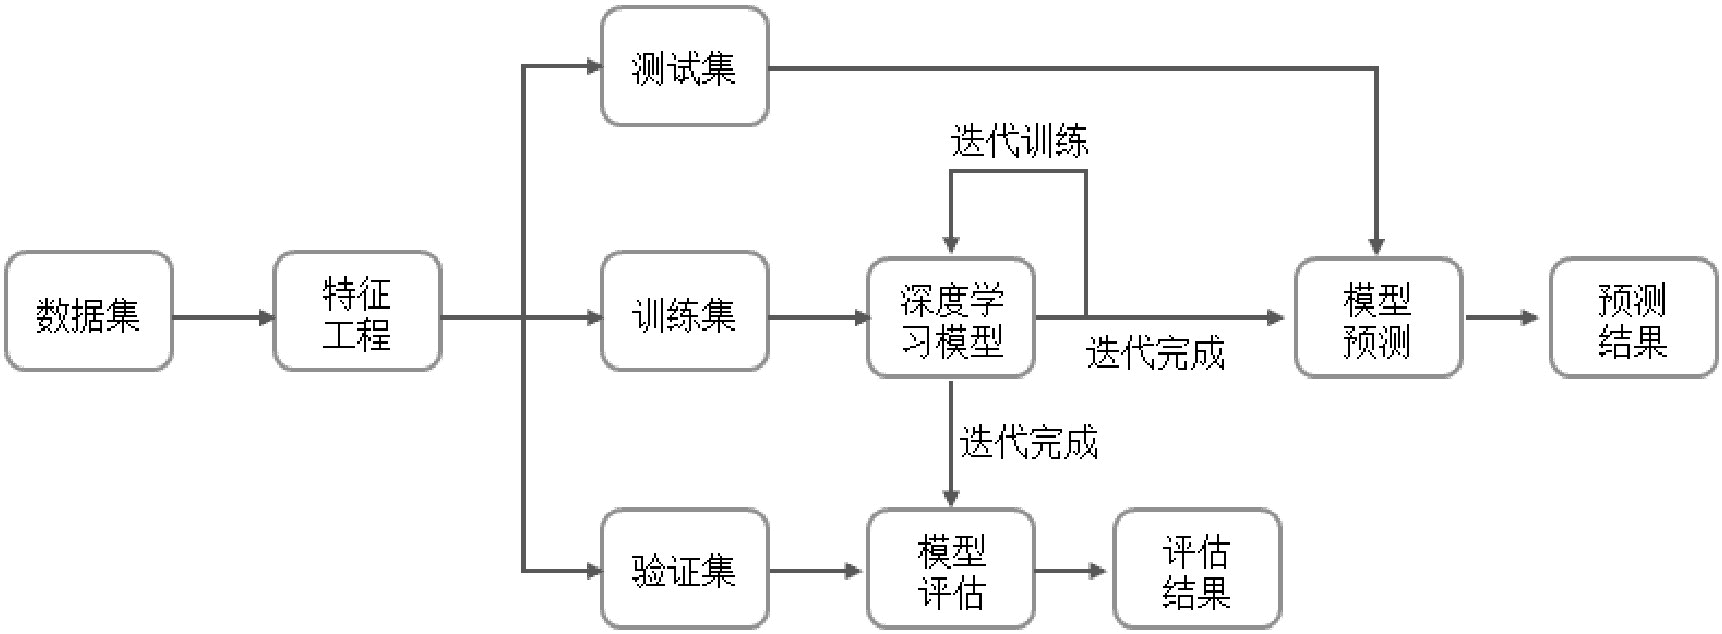 测试集
迭代训练
数据集
特征
工程
训练集
深度学
习模型
迭代完成
模型
预测
预测
结果
迭代完成
验证集
模型
评估
评估
结果